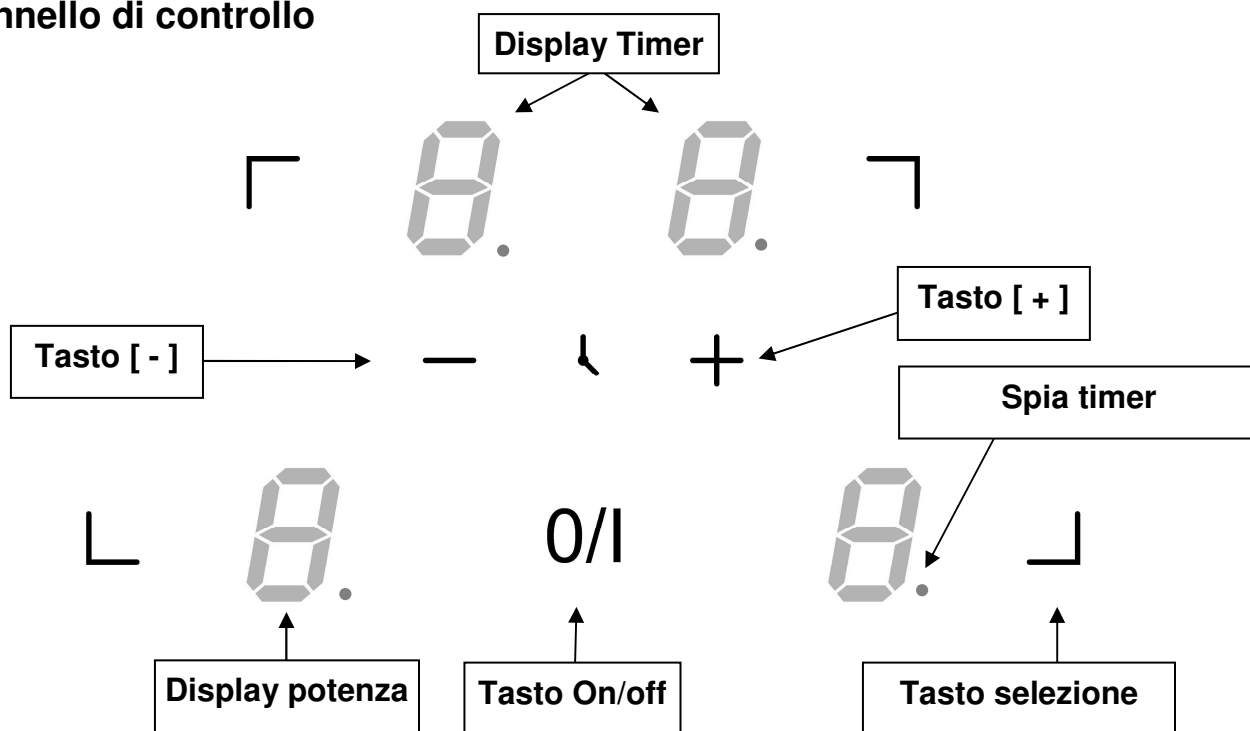 nnello di controllo
Display Timer
Tasto [ + ]
Tasto [ - ]
Spia timer
0/I
Display potenza
Tasto On/off
Tasto selezione